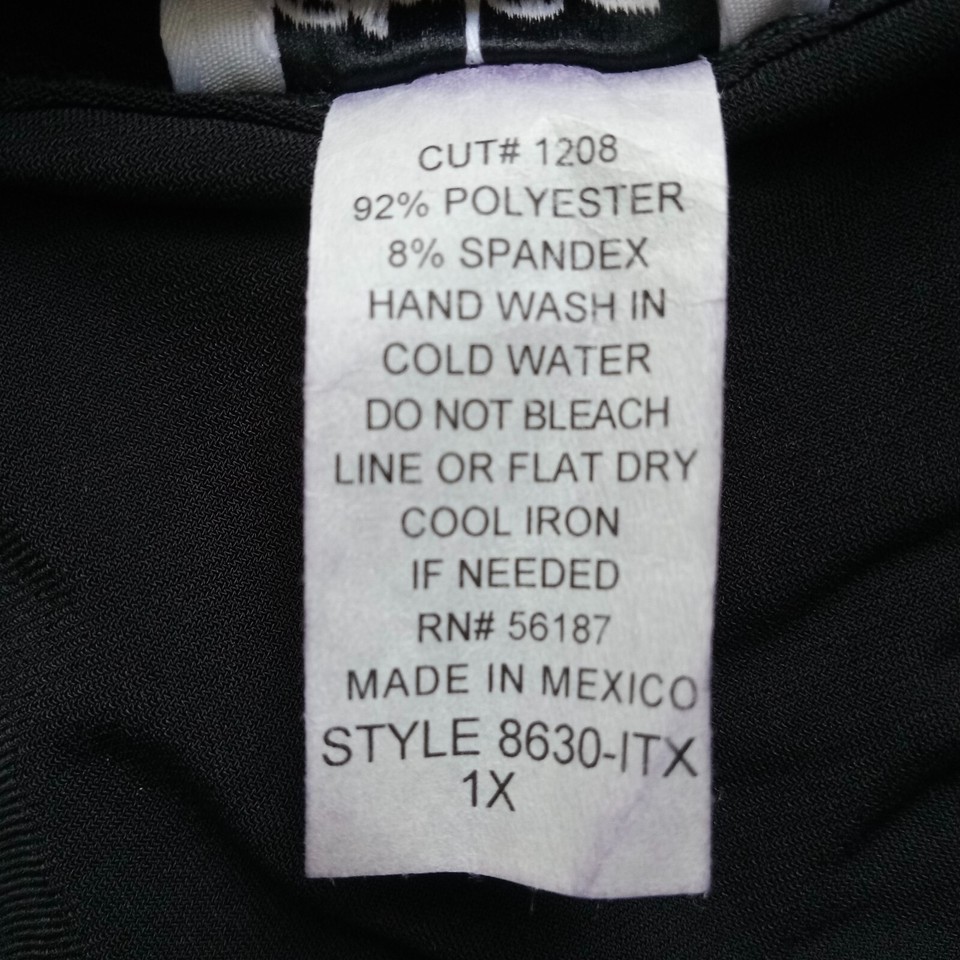 CUT# 1208
92% POLYESTER
8% SPANDEX
HAND WASH IN
COLD WATER
DO NOT BLEACH
LINE OR FLAT DRY
COOL IRON
IF NEEDED
RN# 56187
MADE IN MEXICO
STYLE 8630-ITX
1X